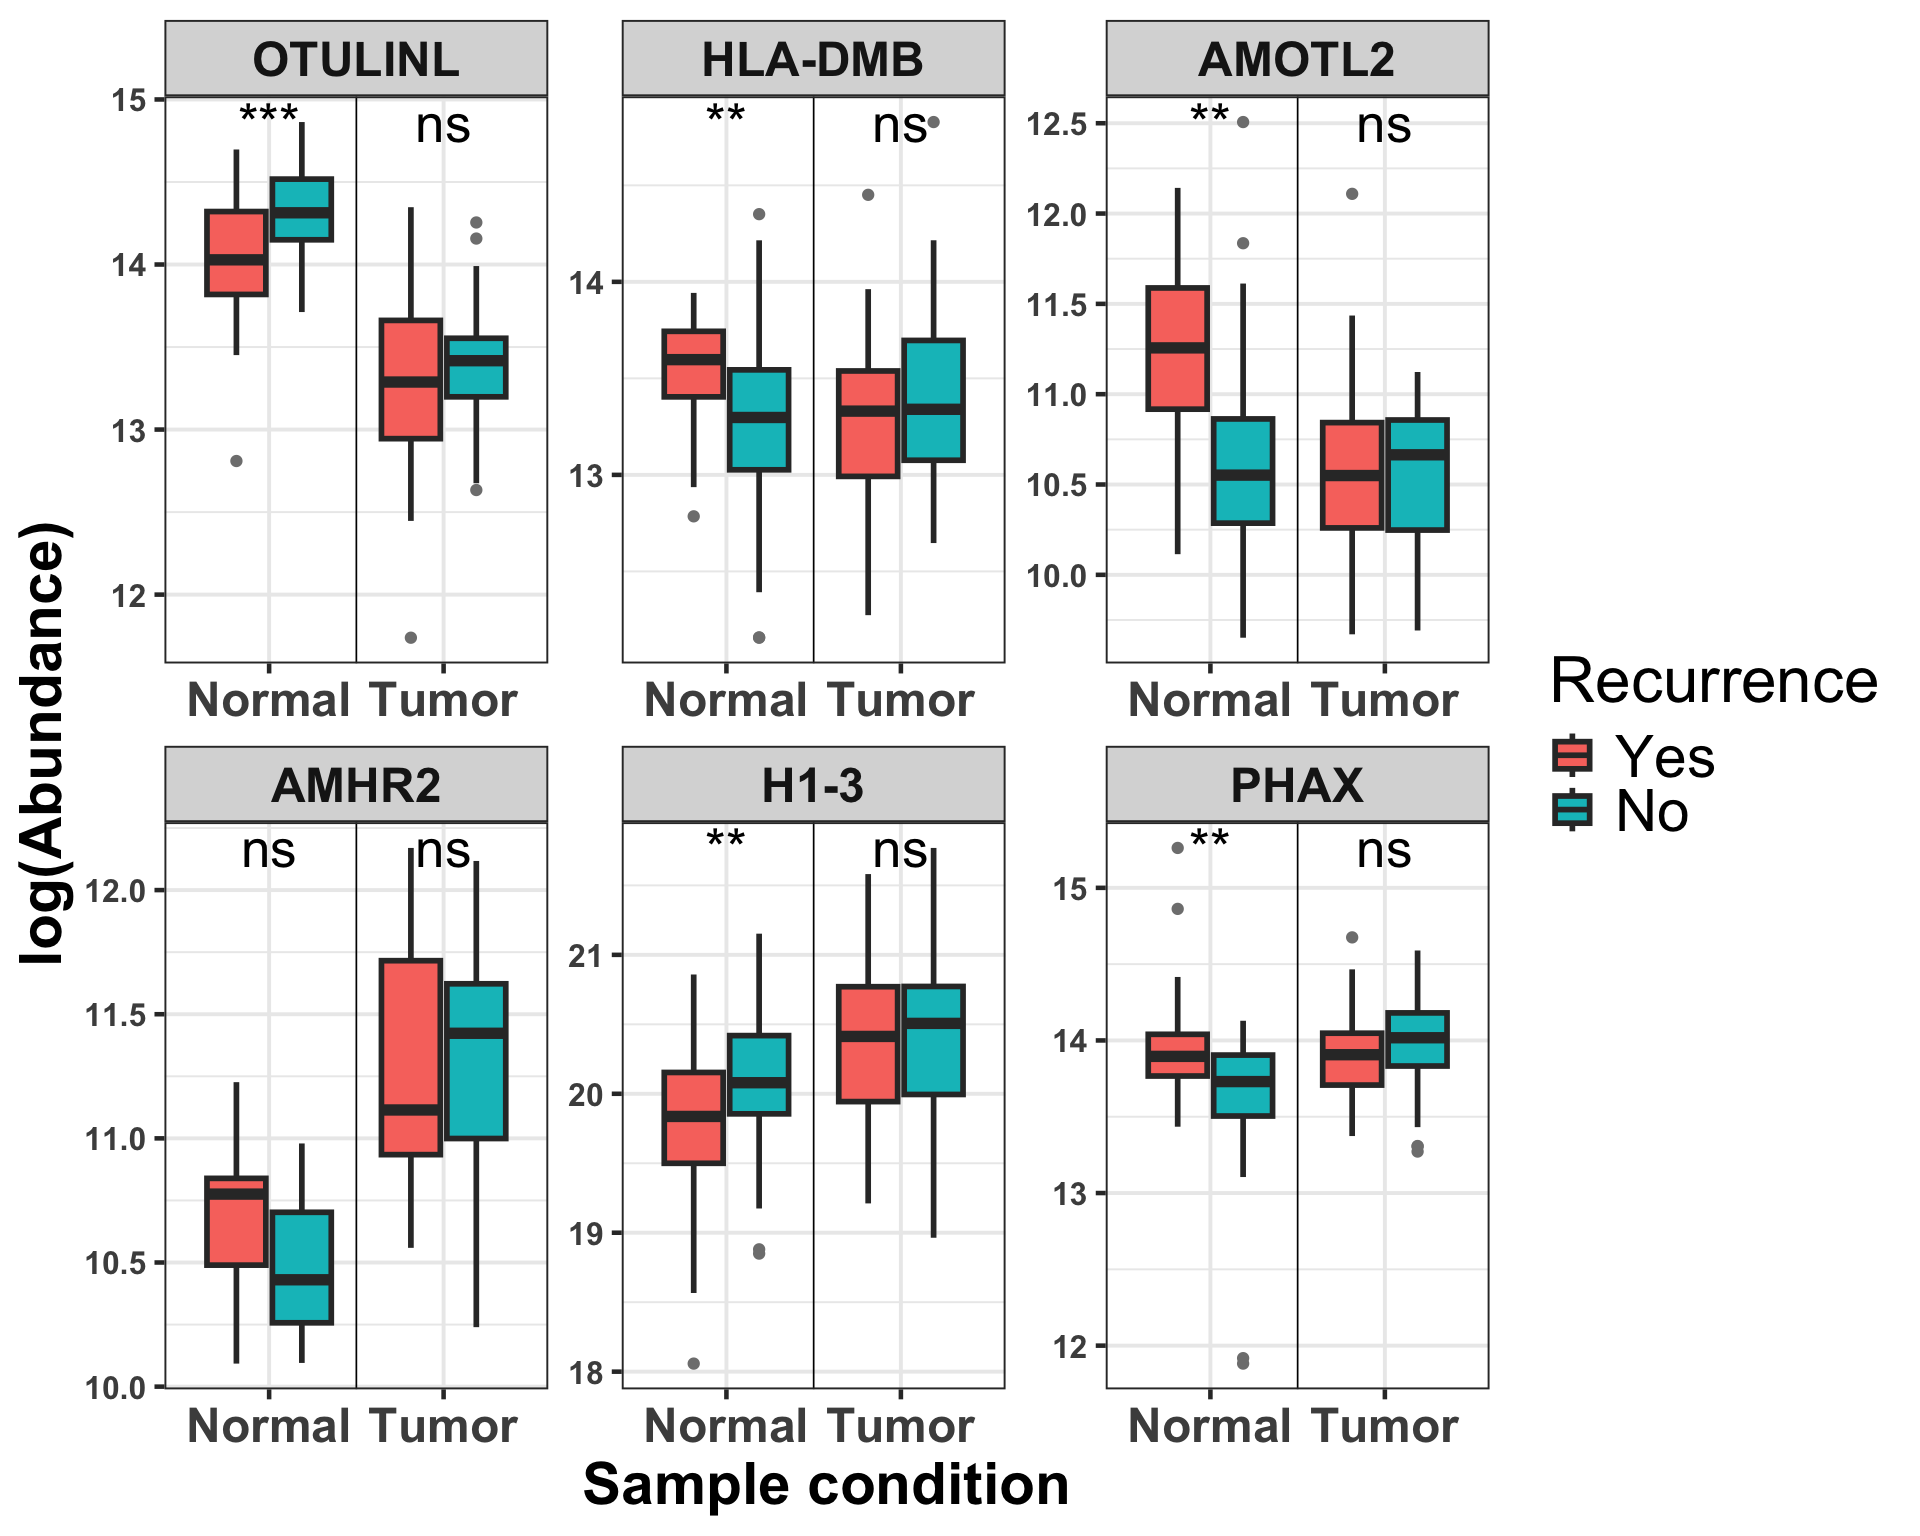 OTULINL HLA-DMB AMOTL2
15
14
13
12
*** ns
14
13
** ns
12.5
12.0
11.5
11.0
10.5
10.0
** ns
Normal Tumor Normal Tumor Normal Tumor
AMHR2 H1-3 PHAX
12.0
11.5
11.0
10.5
10.0
ns ns
21
20
19
18
** ns
15
14
13
12
** ns
Normal Tumor Normal Tumor Normal Tumor
log(Abundance)
Sample condition
Recurrence
Yes
No